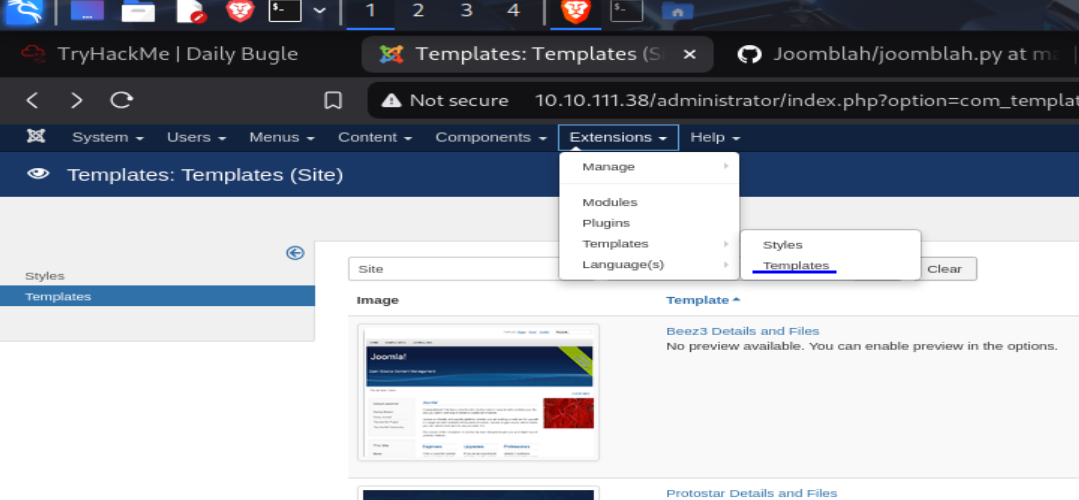 1 2 3 4
TryHackMe | Daily Bugle
Templates: Templates (S
Joomblah/joomblah.py at ma
Not secure 10.10.111.38/administrator/index.php?option=com_templat
System Users Menus Content Components Extensions Help
Templates: Templates (Site)
Manage
Modules
Plugins
Templates
Language(s)
Styles
Templates
Styles
Templates
Site
Clear
Image Template
Joomla!
Beez3 Details and Files
No preview available. You can enable preview in the options.
Protostar Details and Files